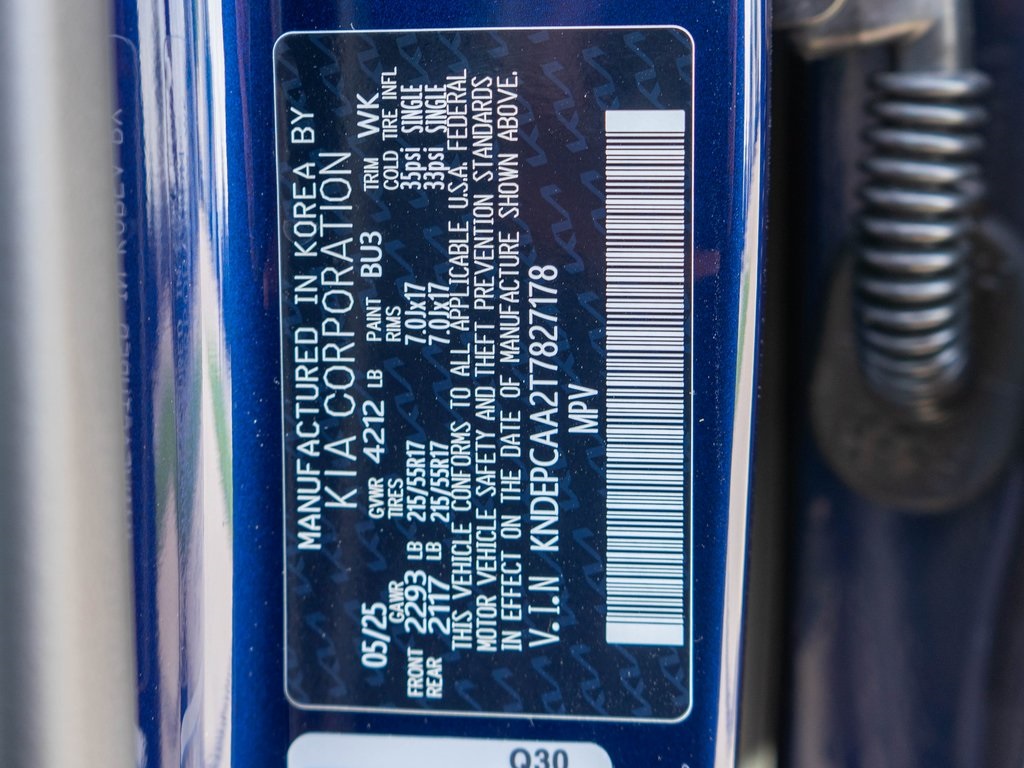 MANUFACTURED IN KOREA BY
KIA CORPORATION
05/25 GVWR 4212 LB PAINT BU3 TRIM WK
GAWR TIRES RIMS COLD TIRE INFL
FRONT 2293 LB 215/55R17 7.0Jx17 35psi SINGLE
REAR 2117 LB 215/55R17 7.0Jx17 33psi SINGLE
THIS VEHICLE CONFORMS TO ALL APPLICABLE U.S.A. FEDERAL
MOTOR VEHICLE SAFETY AND THEFT PREVENTION STANDARDS
IN EFFECT ON THE DATE OF MANUFACTURE SHOWN ABOVE.
V.I.N KNDEPCAA2T7827178
MPV
Q30